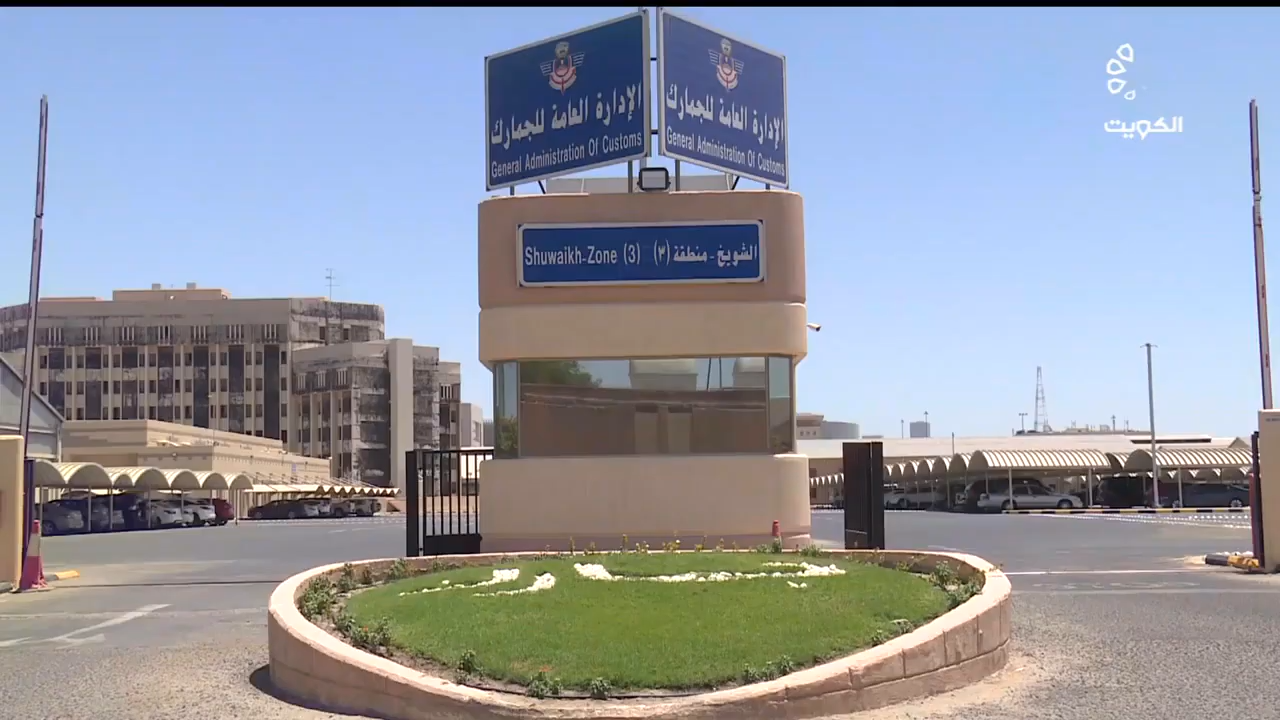 الإدارة العامة للجمارك
General Administration Of Customs
الإدارة العامة للجمارك
General Administration Of Customs
الكويت
Shuwaikh-Zone (3) الشويخ - منطقة (٣)